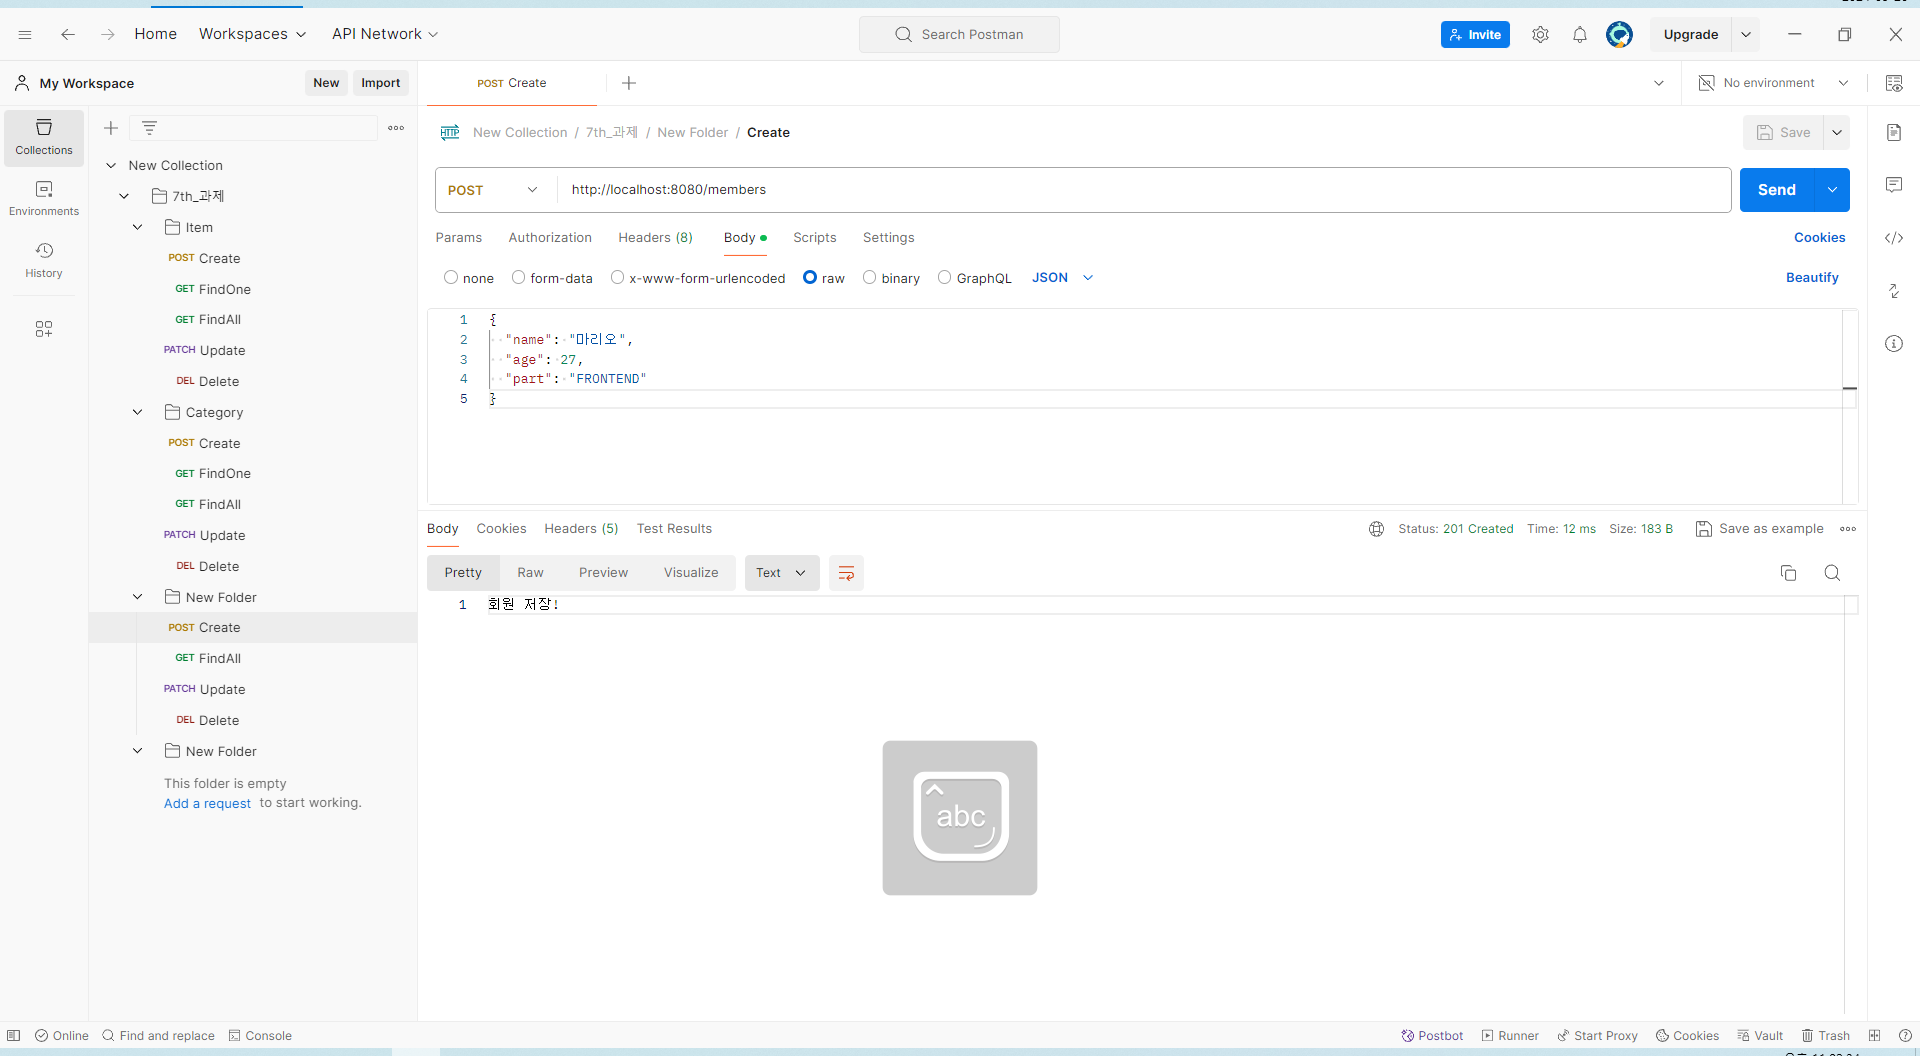 Home Workspaces API Network Search Postman Invite Upgrade
My Workspace New Import POST Create No environment
Collections
Environments
History
New Collection
7th_과제
Item
POST Create
GET FindOne
GET FindAll
PATCH Update
DEL Delete
Category
POST Create
GET FindOne
GET FindAll
PATCH Update
DEL Delete
New Folder
POST Create
GET FindAll
PATCH Update
DEL Delete
New Folder
This folder is empty
Add a request to start working.
HTTP New Collection / 7th_과제 / New Folder / Create Save
POST http://localhost:8080/members Send
Params Authorization Headers (8) Body Scripts Settings Cookies
none form-data x-www-form-urlencoded raw binary GraphQL JSON Beautify
1 {
2 "name": "마리오",
3 "age": 27,
4 "part": "FRONTEND"
5 }
Body Cookies Headers (5) Test Results Status: 201 Created Time: 12 ms Size: 183 B Save as example
Pretty Raw Preview Visualize Text
1 회원 저장!
abc
Online Find and replace Console Postbot Runner Start Proxy Cookies Vault Trash